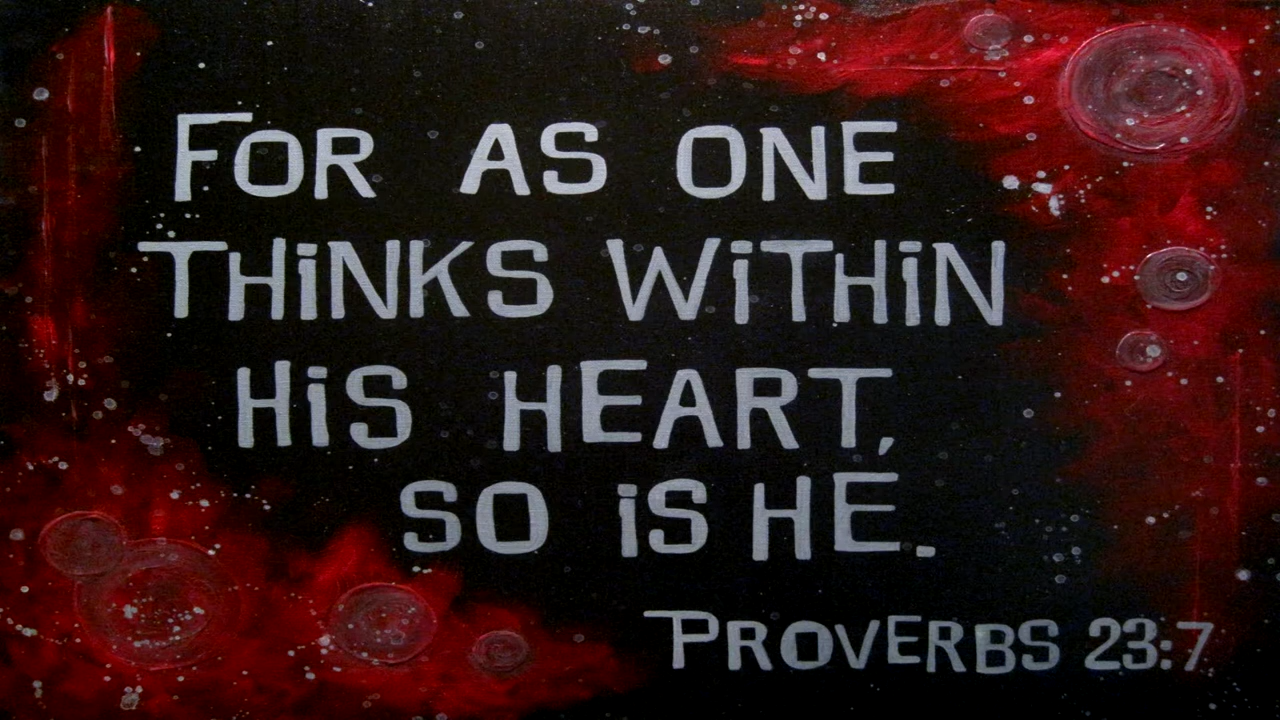 FOR AS ONE
THiNKS WiTHiN
HiS HEART,
SO iS HE.
PROVERBS 23:7